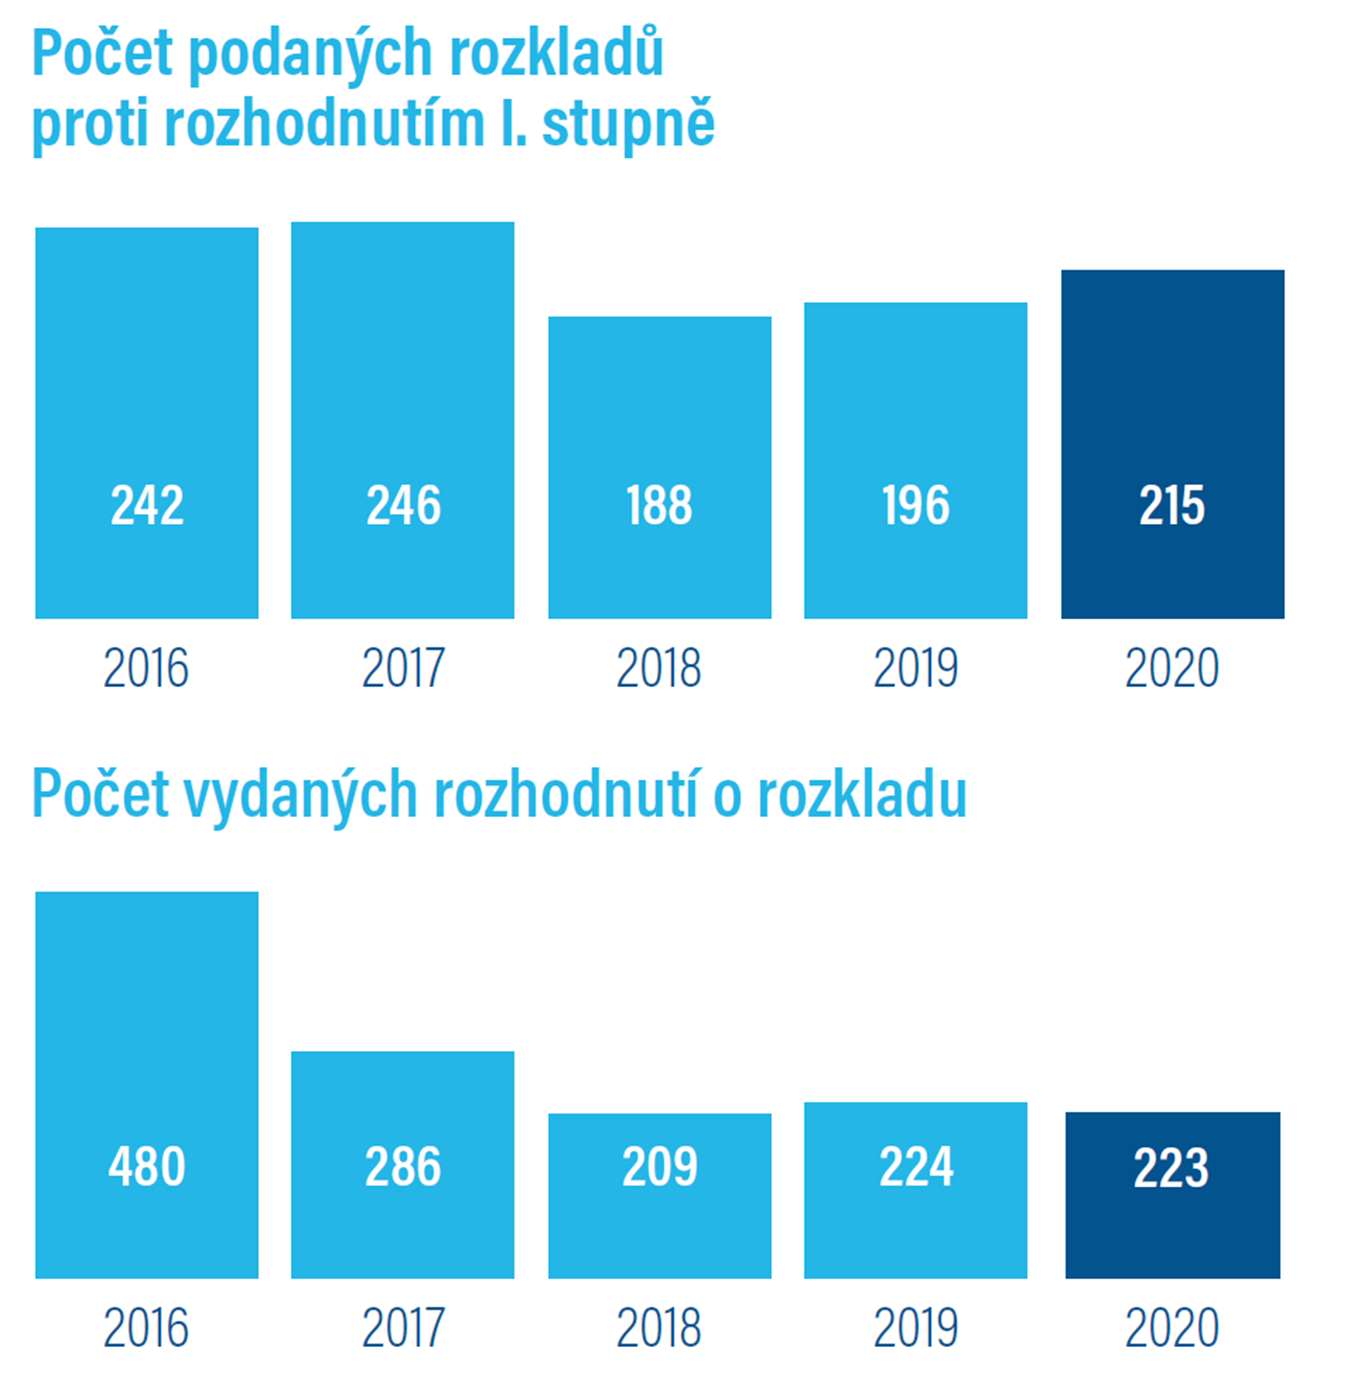 Počet podaných rozkladů
proti rozhodnutím I. stupně
242 246 188 196 215
2016 2017 2018 2019 2020
Počet vydaných rozhodnutí o rozkladu
480 286 209 224 223
2016 2017 2018 2019 2020